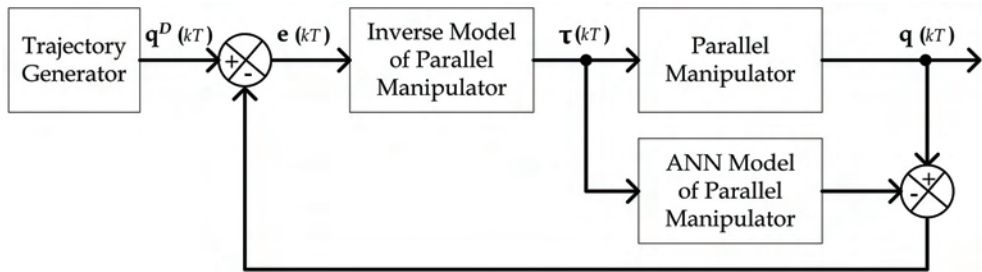 Trajectory
Generator
q^D (kT)
+
-
e (kT)
Inverse Model
of Parallel
Manipulator
τ(kT)
Parallel
Manipulator
q (kT)
ANN Model
of Parallel
Manipulator
+
-